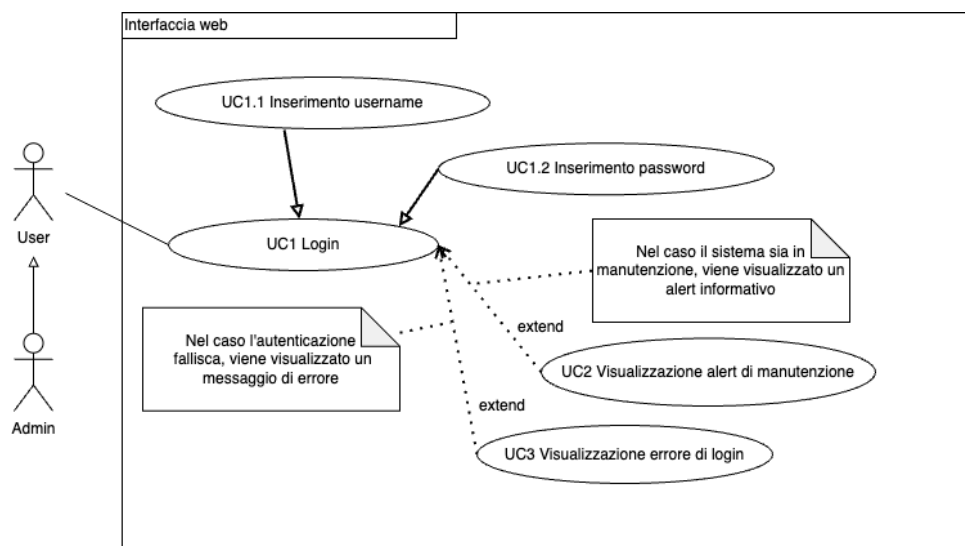 Interfaccia web
UC1.1 Inserimento username
UC1.2 Inserimento password
User
UC1 Login
Nel caso il sistema sia in
manutenzione, viene visualizzato un
alert informativo
Nel caso l'autenticazione
fallisca, viene visualizzato un
messaggio di errore
extend
UC2 Visualizzazione alert di manutenzione
extend
Admin
UC3 Visualizzazione errore di login